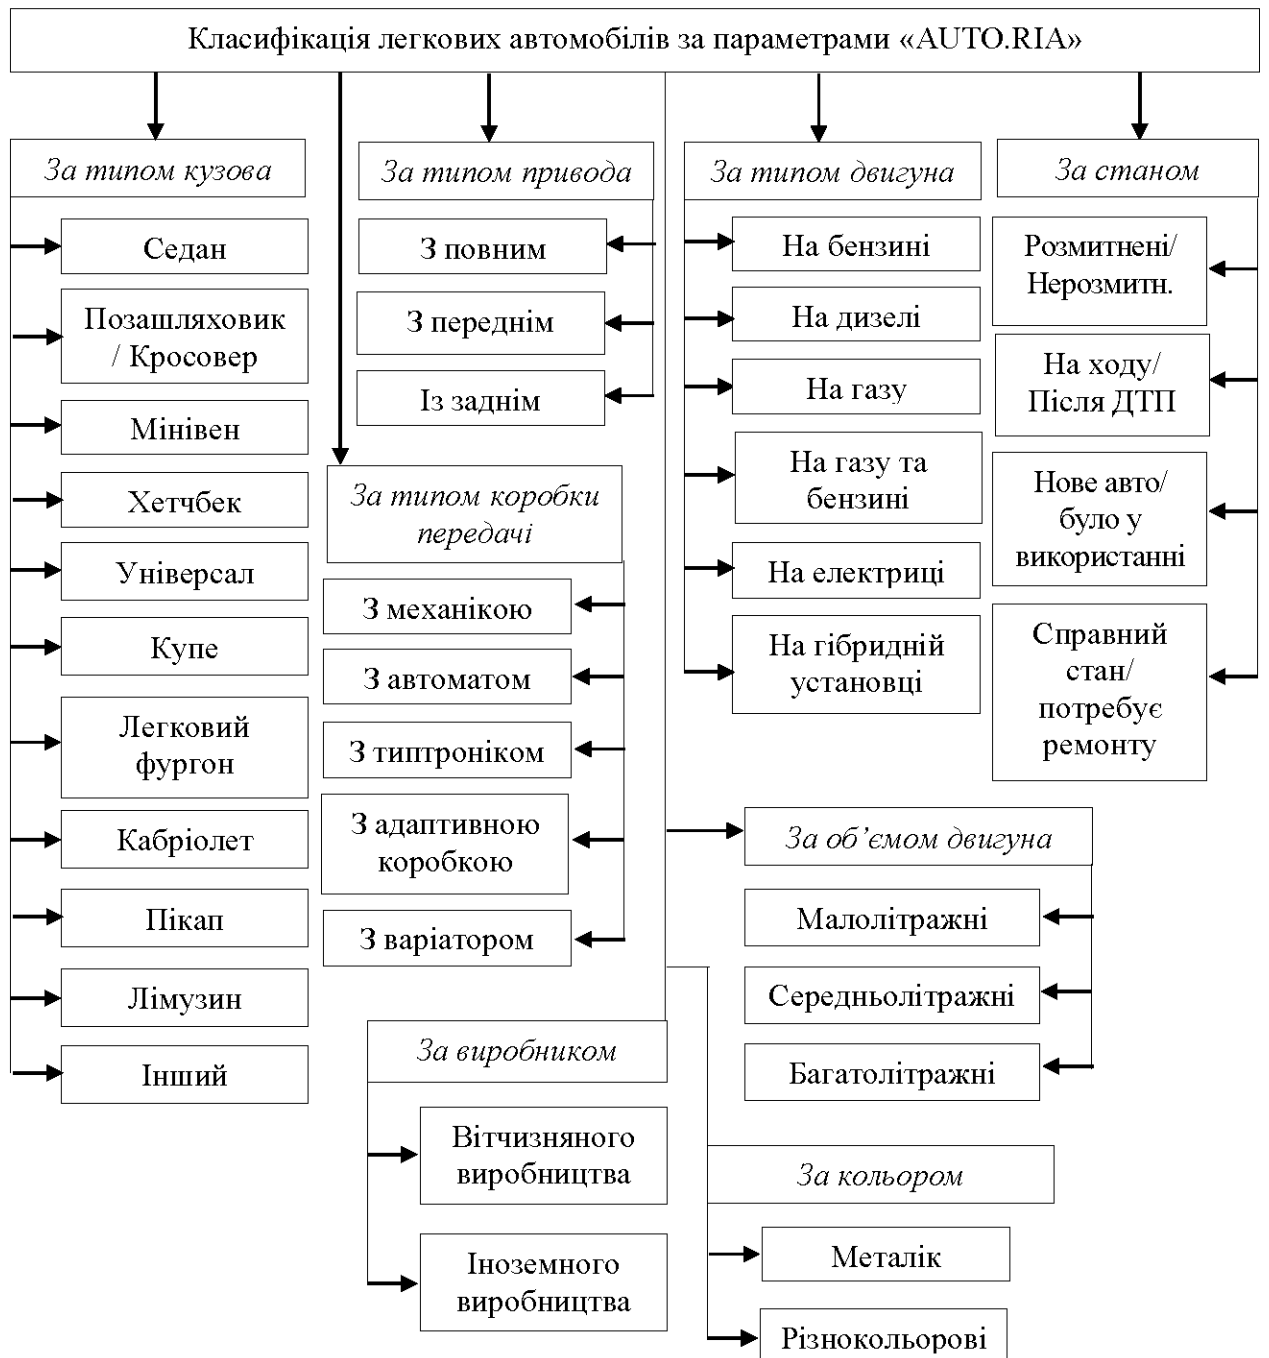 Класифікація легкових автомобілів за параметрами «AUTO.RIA»
За типом кузова
Седан
Позашляховик
/ Кросовер
Мінівен
Хетчбек
Універсал
Купе
Легковий
фургон
Кабріолет
Пікап
Лімузин
Інший
За типом привода
З повним
З переднім
Із заднім
За типом коробки
передачі
З механікою
З автоматом
З типтроніком
З адаптивною
коробкою
З варіатором
За типом двигуна
На бензині
На дизелі
На газу
На газу та
бензині
На електриці
На гібридній
установці
За станом
Розмитнені/
Нерозмитн.
На ходу/
Після ДТП
Нове авто/
було у
використанні
Справний
стан/
потребує
ремонту
За об’ємом двигуна
Малолітражні
Середньолітражні
Багатолітражні
За виробником
Вітчизняного
виробництва
Іноземного
виробництва
За кольором
Металік
Різнокольорові